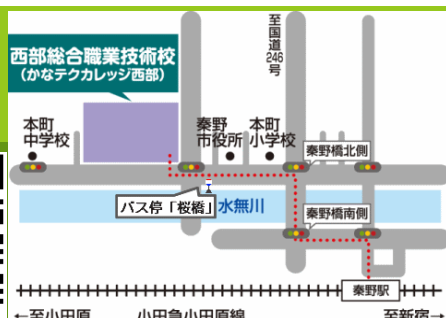 西部総合職業技術校
(かなテクカレッジ西部)
至国道246号
本町
中学校
秦野
市役所
本町
小学校
秦野橋北側
バス停「桜橋」
水無川
秦野橋南側
秦野駅
←至小田原
小田急小田原線
至新宿→